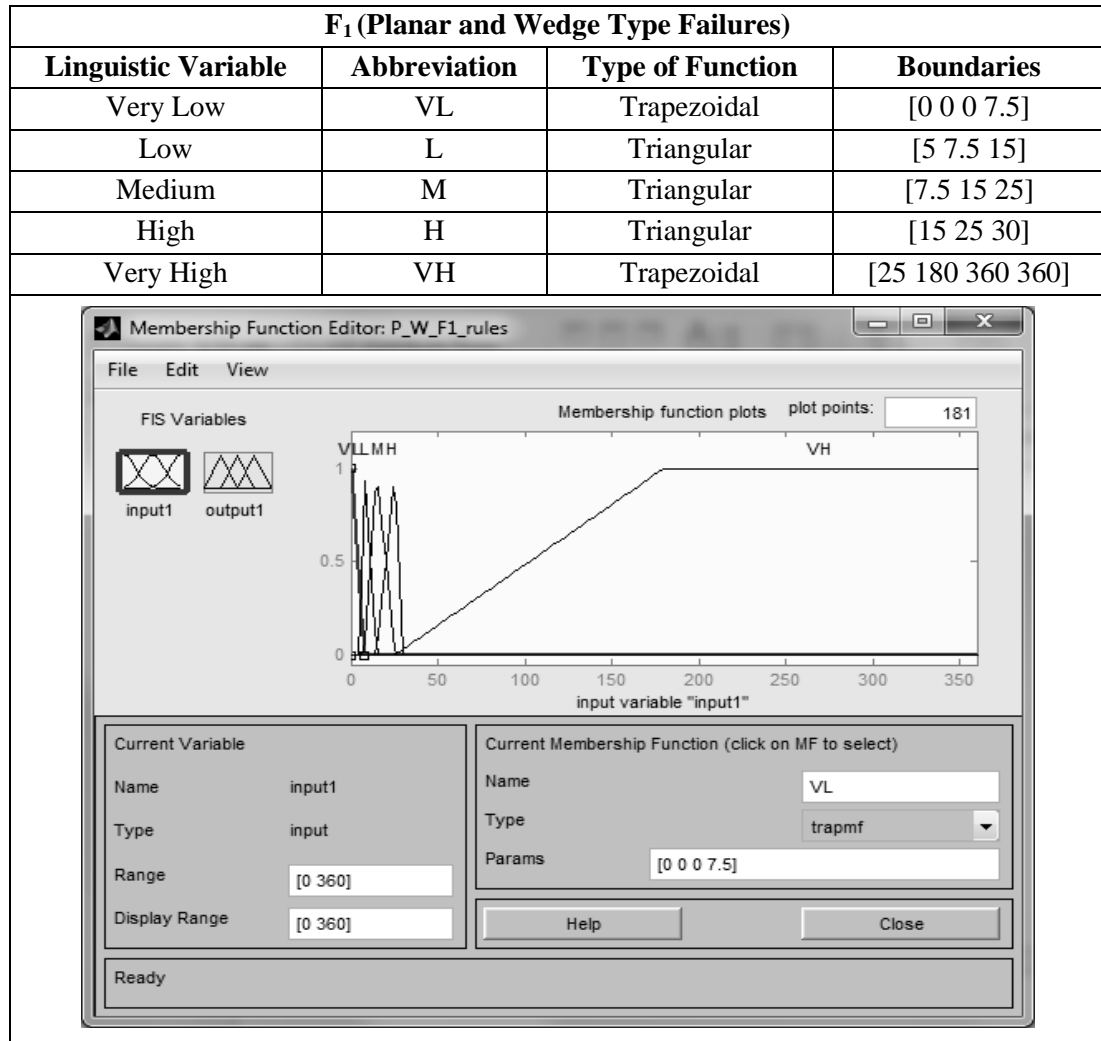 F1 (Planar and Wedge Type Failures)
Linguistic Variable Abbreviation Type of Function Boundaries
Very Low VL Trapezoidal [0 0 0 7.5]
Low L Triangular [5 7.5 15]
Medium M Triangular [7.5 15 25]
High H Triangular [15 25 30]
Very High VH Trapezoidal [25 180 360 360]
Membership Function Editor: P_W_F1_rules
File Edit View
FIS Variables
Membership function plots plot points: 181
input1 output1
VL L M H VH
1
0.5
0
0 50 100 150 200 250 300 350
input variable "input1"
Current Variable
Name input1
Type input
Range [0 360]
Display Range [0 360]
Current Membership Function (click on MF to select)
Name VL
Type trapmf
Params [0 0 0 7.5]
Help Close
Ready